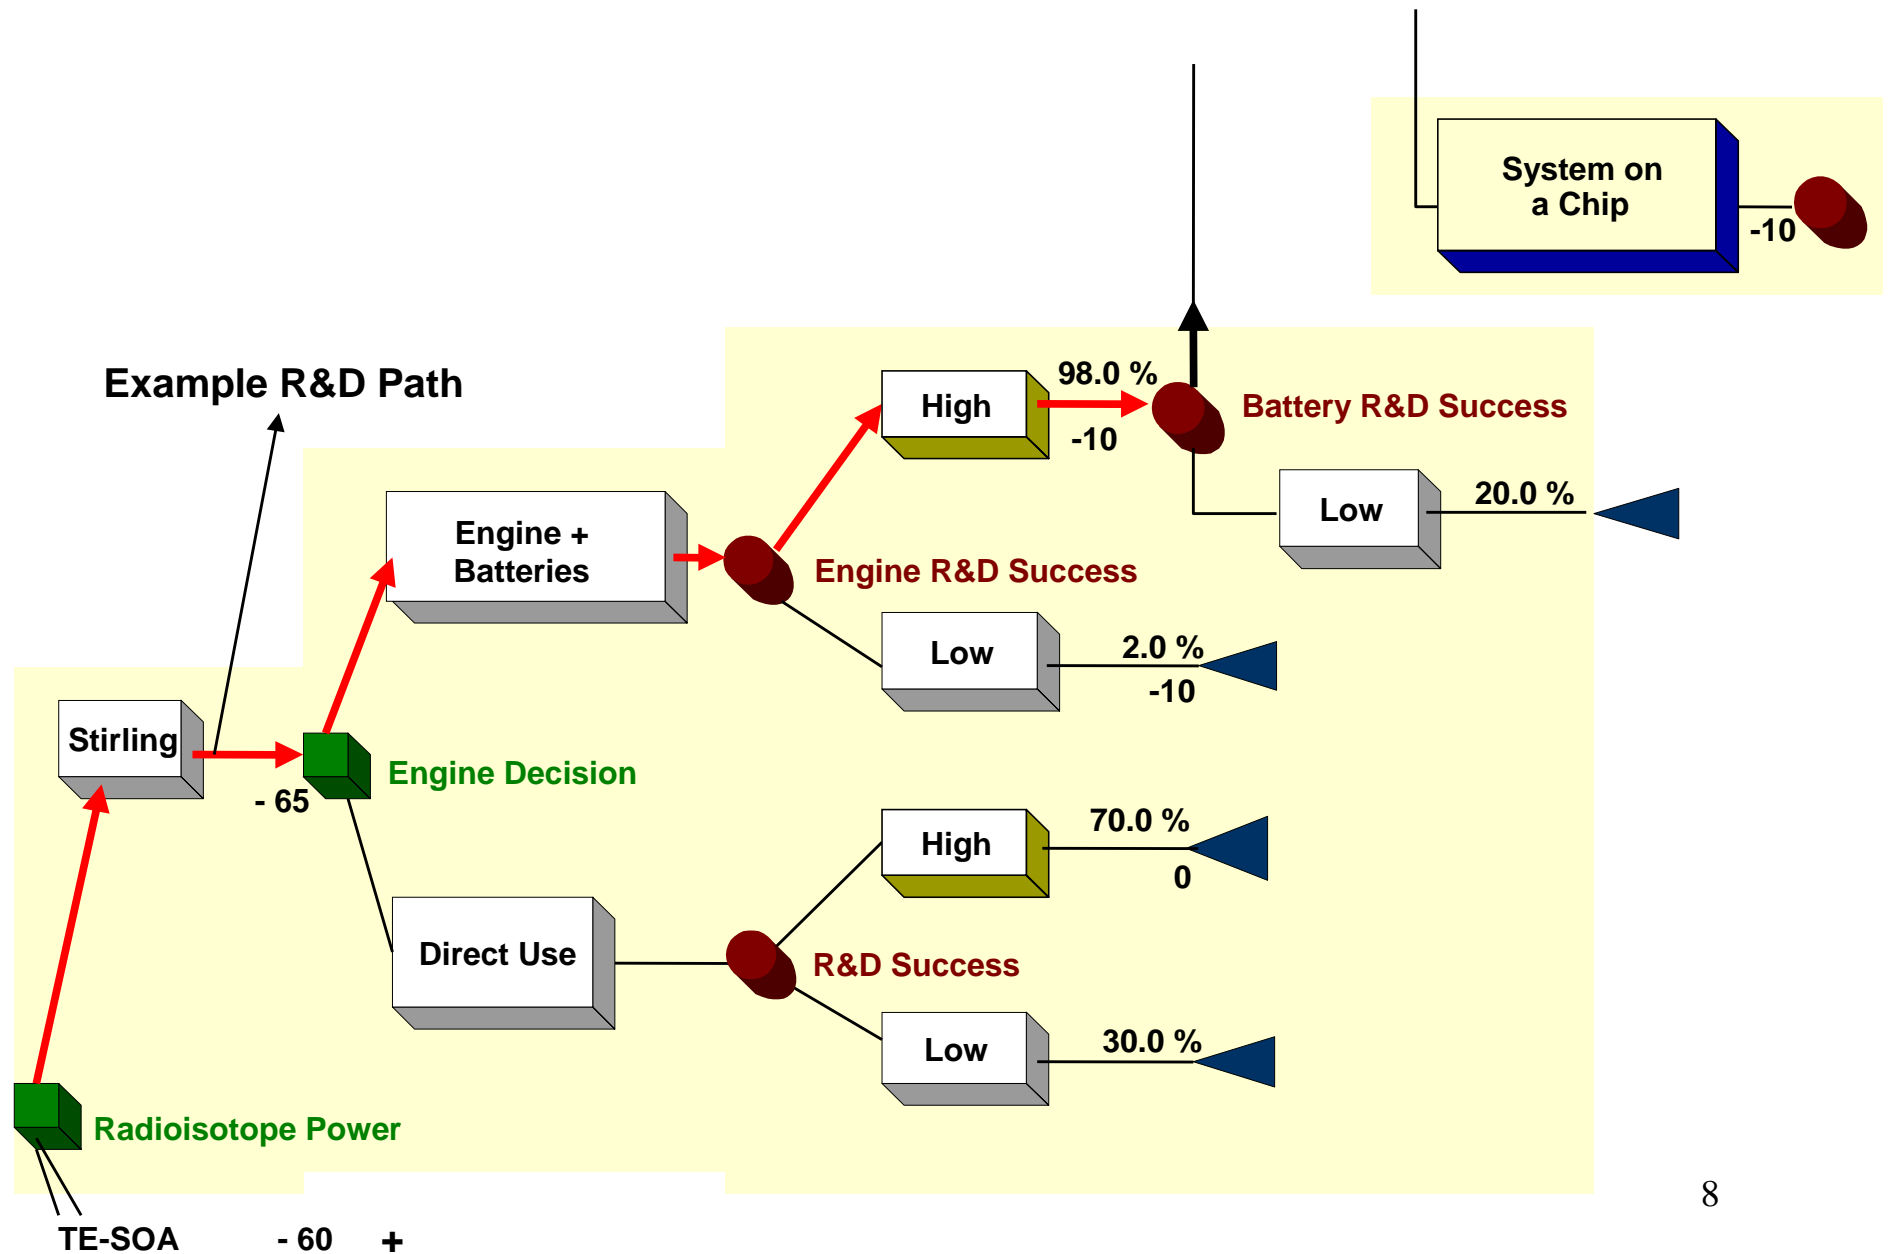 System on
a Chip
-10
Example R&D Path
98.0 %
High
-10
Battery R&D Success
Low
20.0 %
Engine +
Batteries
Engine R&D Success
Low
2.0 %
-10
Stirling
- 65
Engine Decision
High
70.0 %
0
Direct Use
R&D Success
Low
30.0 %
Radioisotope Power
TE-SOA - 60 +
8